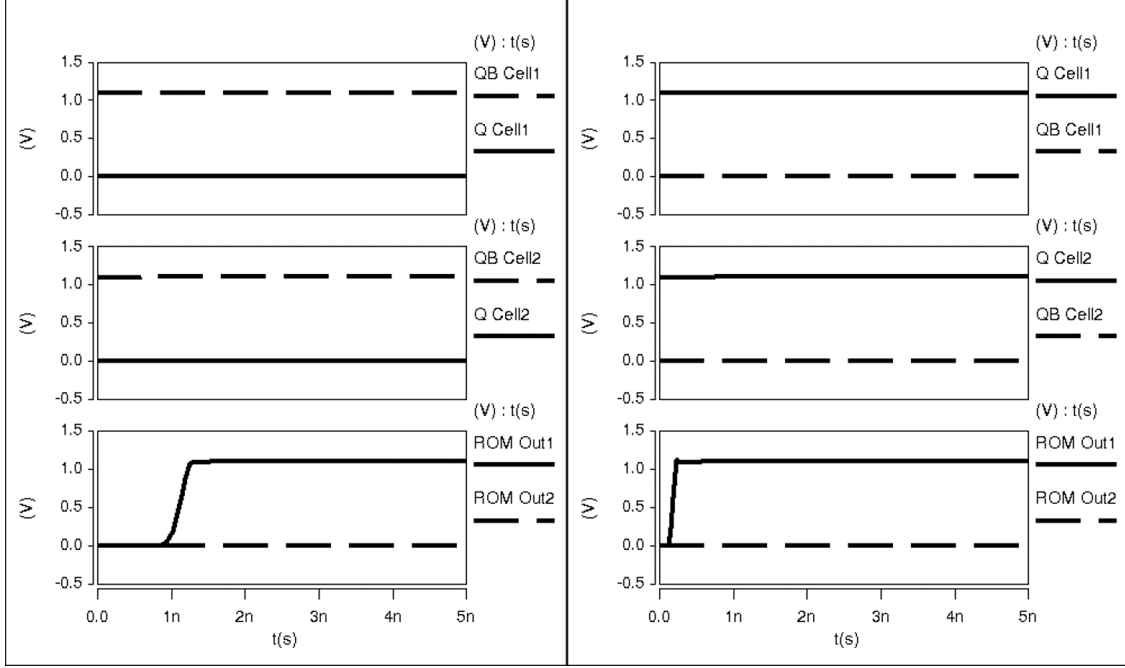 (V) : t(s)
1.5
QB Cell1
1.0
(V)
0.5
Q Cell1
0.0
-0.5
(V) : t(s)
1.5
QB Cell2
1.0
(V)
0.5
Q Cell2
0.0
-0.5
(V) : t(s)
1.5
ROM Out1
1.0
(V)
0.5
ROM Out2
0.0
-0.5
0.0 1n 2n 3n 4n 5n
t(s)
(V) : t(s)
1.5
Q Cell1
1.0
(V)
0.5
QB Cell1
0.0
-0.5
(V) : t(s)
1.5
Q Cell2
1.0
(V)
0.5
QB Cell2
0.0
-0.5
(V) : t(s)
1.5
ROM Out1
1.0
(V)
0.5
ROM Out2
0.0
-0.5
0.0 1n 2n 3n 4n 5n
t(s)